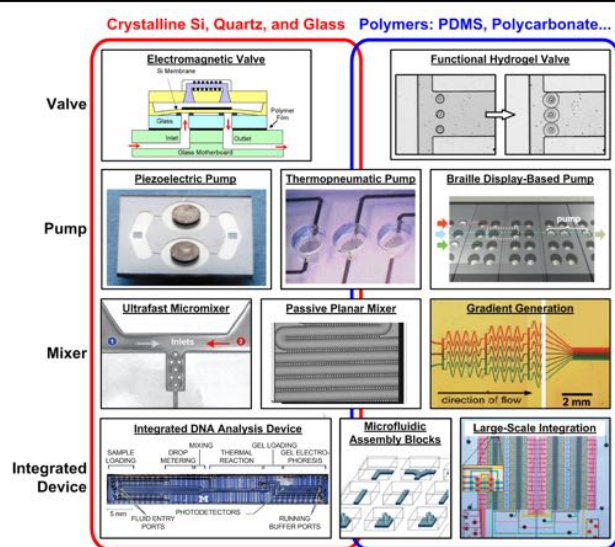 Crystalline Si, Quartz, and Glass
Polymers: PDMS, Polycarbonate...
Valve
Electromagnetic Valve
Si Membrane
Glass
Polymer
Film
Inlet
Outlet
Glass Motherboard
Functional Hydrogel Valve
Pump
Piezoelectric Pump
Thermopneumatic Pump
Braille Display-Based Pump
pump
Mixer
Ultrafast Micromixer
1
Inlets
2
Passive Planar Mixer
Gradient Generation
direction of flow
2 mm
Integrated
Device
Integrated DNA Analysis Device
SAMPLE
LOADING
DROP
METERING
MIXING
THERMAL
REACTION
GEL LOADING
GEL ELECTRO-
PHORESIS
M
5 mm
FLUID ENTRY
PORTS
PHOTODETECTORS
RUNNING
BUFFER PORTS
Microfluidic
Assembly Blocks
Large-Scale Integration